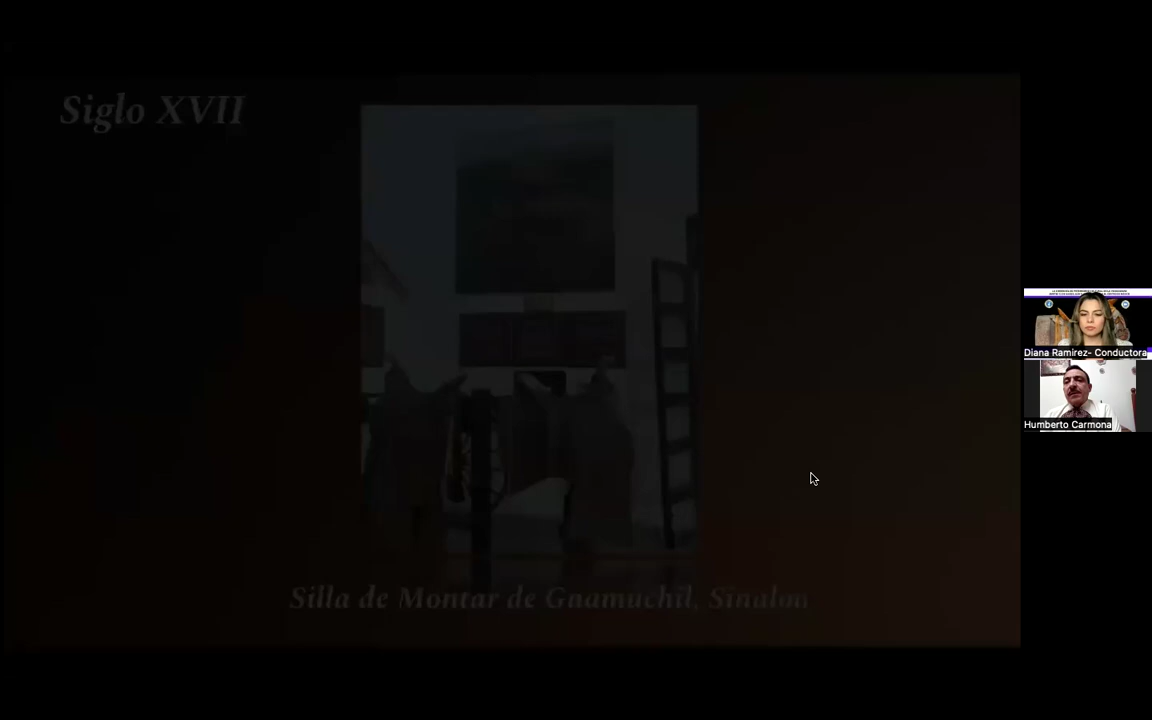 Siglo XVII
Silla de Montar de Guamuchil, Sinaloa
Diana Ramirez- Conductora
Humberto Carmona